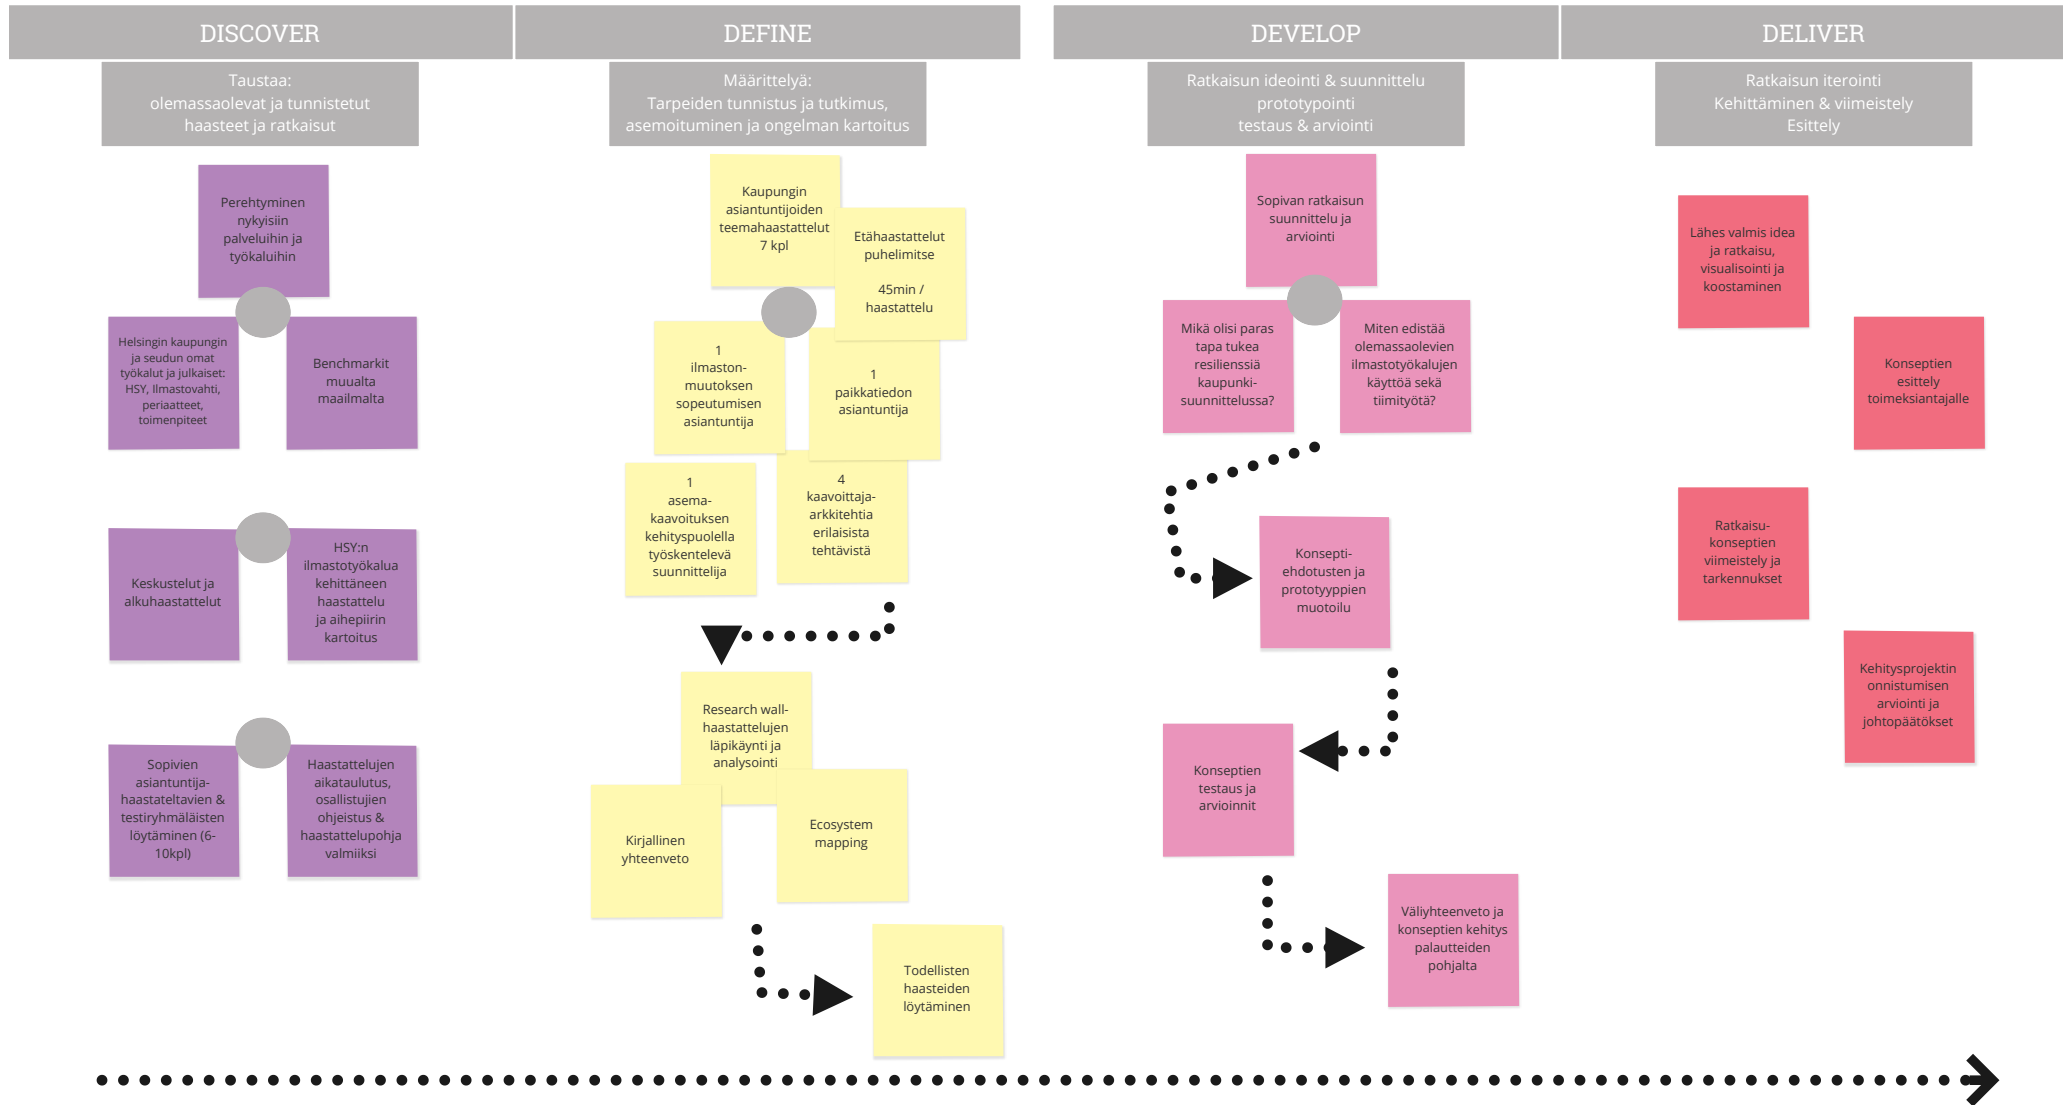 DISCOVER
Taustaa:
olemassaolevat ja tunnistetut
haasteet ja ratkaisut
Perehtyminen
nykyisiin
palveluihin ja
työkaluihin
Helsingin kaupungin
ja seudun omat
työkalut ja julkaiset:
HSY, Ilmastovahti,
periaatteet,
toimenpiteet
Benchmarkit
muualta
maailmalta
Keskustelut ja
alkuhaastattelut
HSY:n
ilmastotyökalua
kehittäneen
haastattelu
ja aihepiirin
kartoitus
Sopivien
asiantuntija-
haastateltavien &
testiryhmäläisten
löytäminen (6-
10kpl)
Haastattelujen
aikataulutus,
osallistujien
ohjeistus &
haastattelupohja
valmiiksi
DEFINE
Määrittelyä:
Tarpeiden tunnistus ja tutkimus,
asemoituminen ja ongelman kartoitus
Kaupungin
asiantuntijoiden
teemahaastattelut
7 kpl
Etähaastattelut
puhelimitse
45min /
haastattelu
1
ilmaston-
muutoksen
sopeutumisen
asiantuntija
1
paikkatiedon
asiantuntija
1
asema-
kaavoituksen
kehityspuolella
työskentelevä
suunnittelija
4
kaavoittaja-
arkkitehtia
erilaisista
tehtävistä
Research wall-
haastattelujen
läpikäynti ja
analysointi
Kirjallinen
yhteenveto
Ecosystem
mapping
Todellisten
haasteiden
löytäminen
DEVELOP
Ratkaisun ideointi & suunnittelu
prototypointi
testaus & arviointi
Sopivan ratkaisun
suunnittelu ja
arviointi
Mikä olisi paras
tapa tukea
resilienssiä
kaupunki-
suunnittelussa?
Miten edistää
olemassaolevien
ilmastotyökalujen
käyttöä sekä
tiimityötä?
Konsepti-
ehdotusten ja
prototyyppien
muotoilu
Konseptien
testaus ja
arvioinnit
Väliyhteenveto ja
konseptien kehitys
palautteiden
pohjalta
DELIVER
Ratkaisun iterointi
Kehittäminen & viimeistely
Esittely
Lähes valmis idea
ja ratkaisu,
visualisointi ja
koostaminen
Konseptien
esittely
toimeksiantajalle
Ratkaisu-
konseptien
viimeistely ja
tarkennukset
Kehitysprojektin
onnistumisen
arviointi ja
johtopäätökset